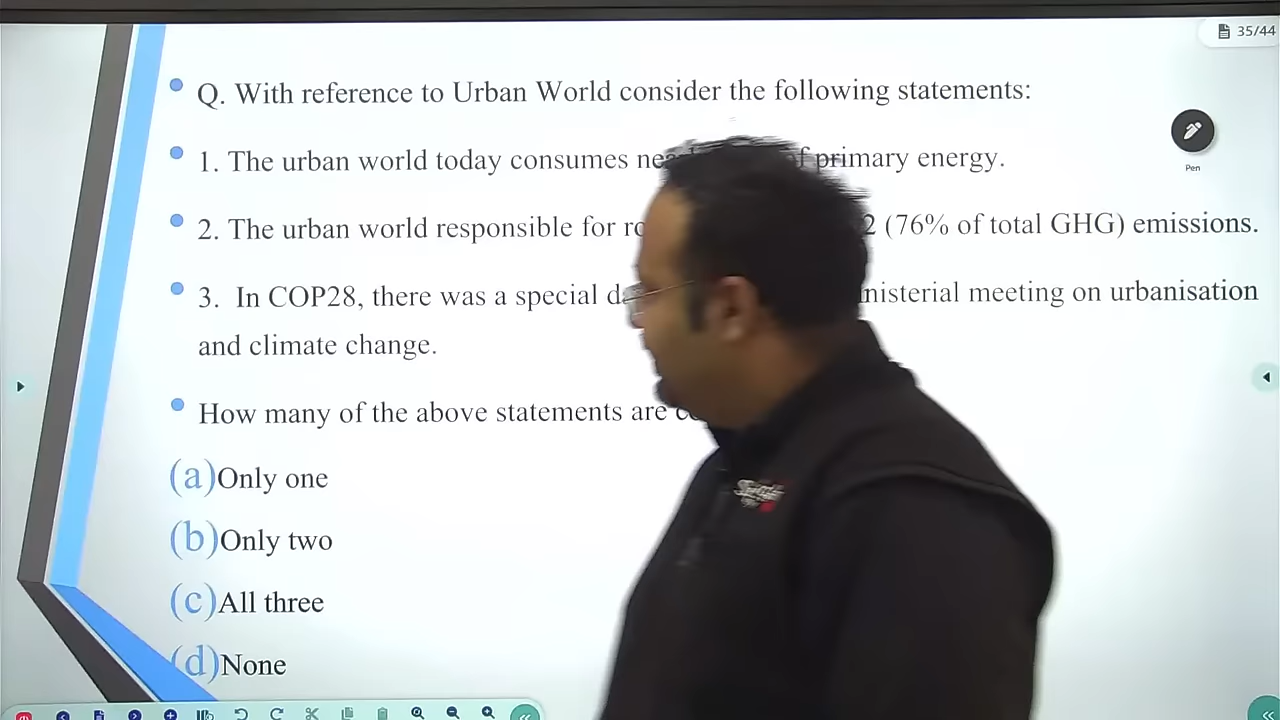 35/44
Q. With reference to Urban World consider the following statements:
Pen
1. The urban world today consumes primary energy.
2. The urban world responsible for 2 (76% of total GHG) emissions.
3. In COP28, there was a special meeting on urbanisation
and climate change.
How many of the above statements are
(a)Only one
(b)Only two
(c)All three
(d)None